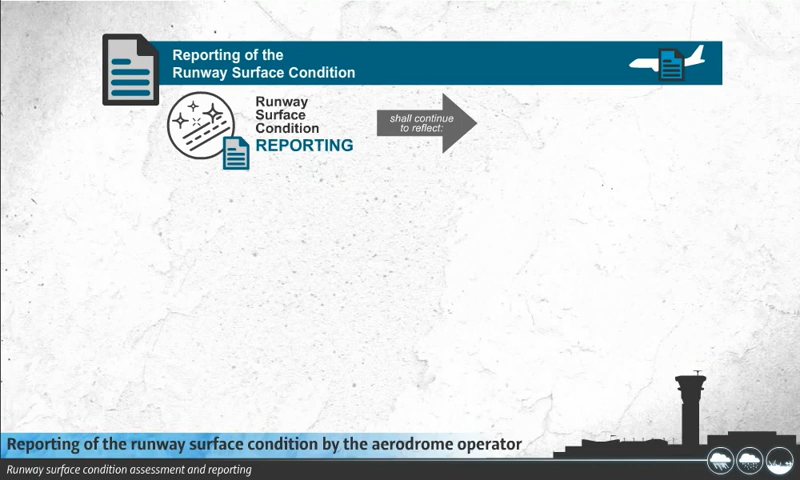 Reporting of the
Runway Surface Condition
Runway
Surface
Condition
REPORTING
shall continue
to reflect:
Reporting of the runway surface condition by the aerodrome operator
Runway surface condition assessment and reporting